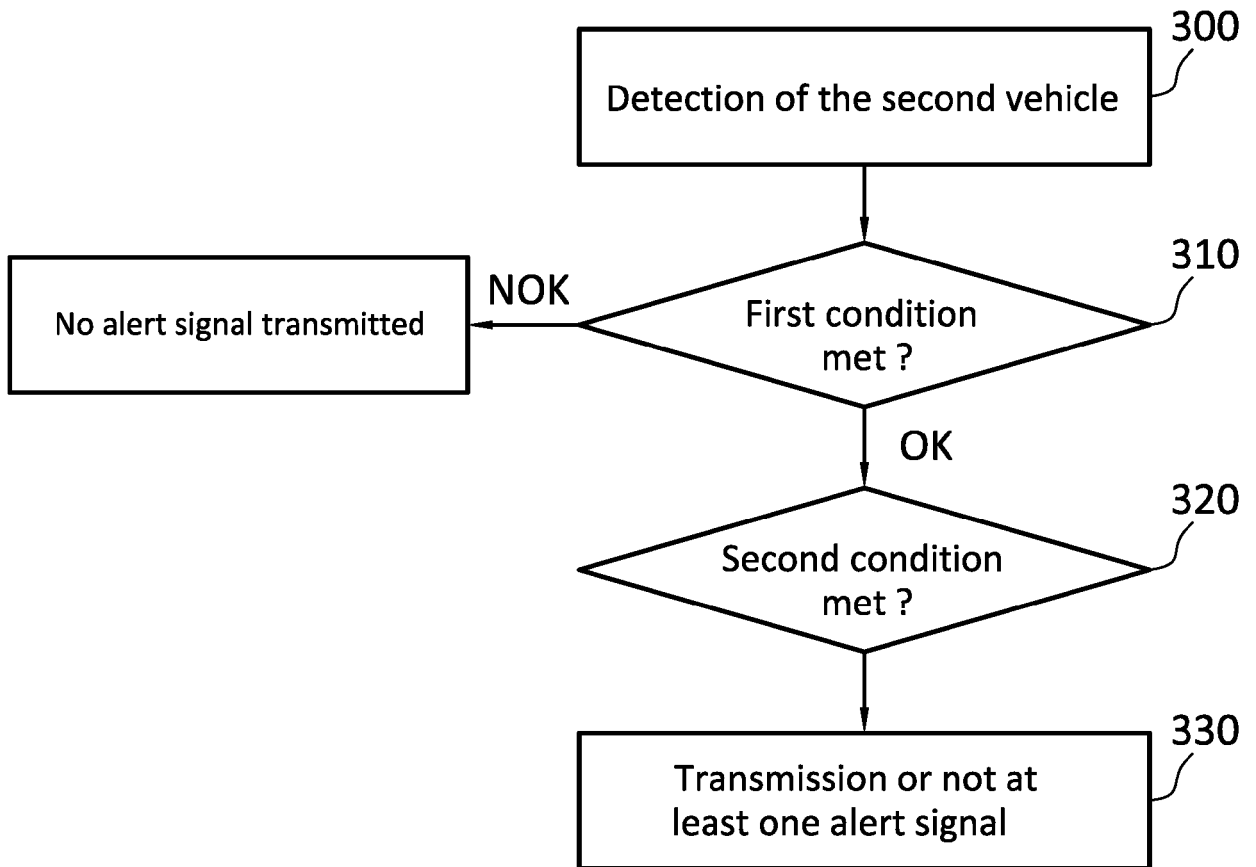 300
Detection of the second vehicle
310
NOK
First condition
met ?
No alert signal transmitted
OK
320
Second condition
met ?
330
Transmission or not at
least one alert signal